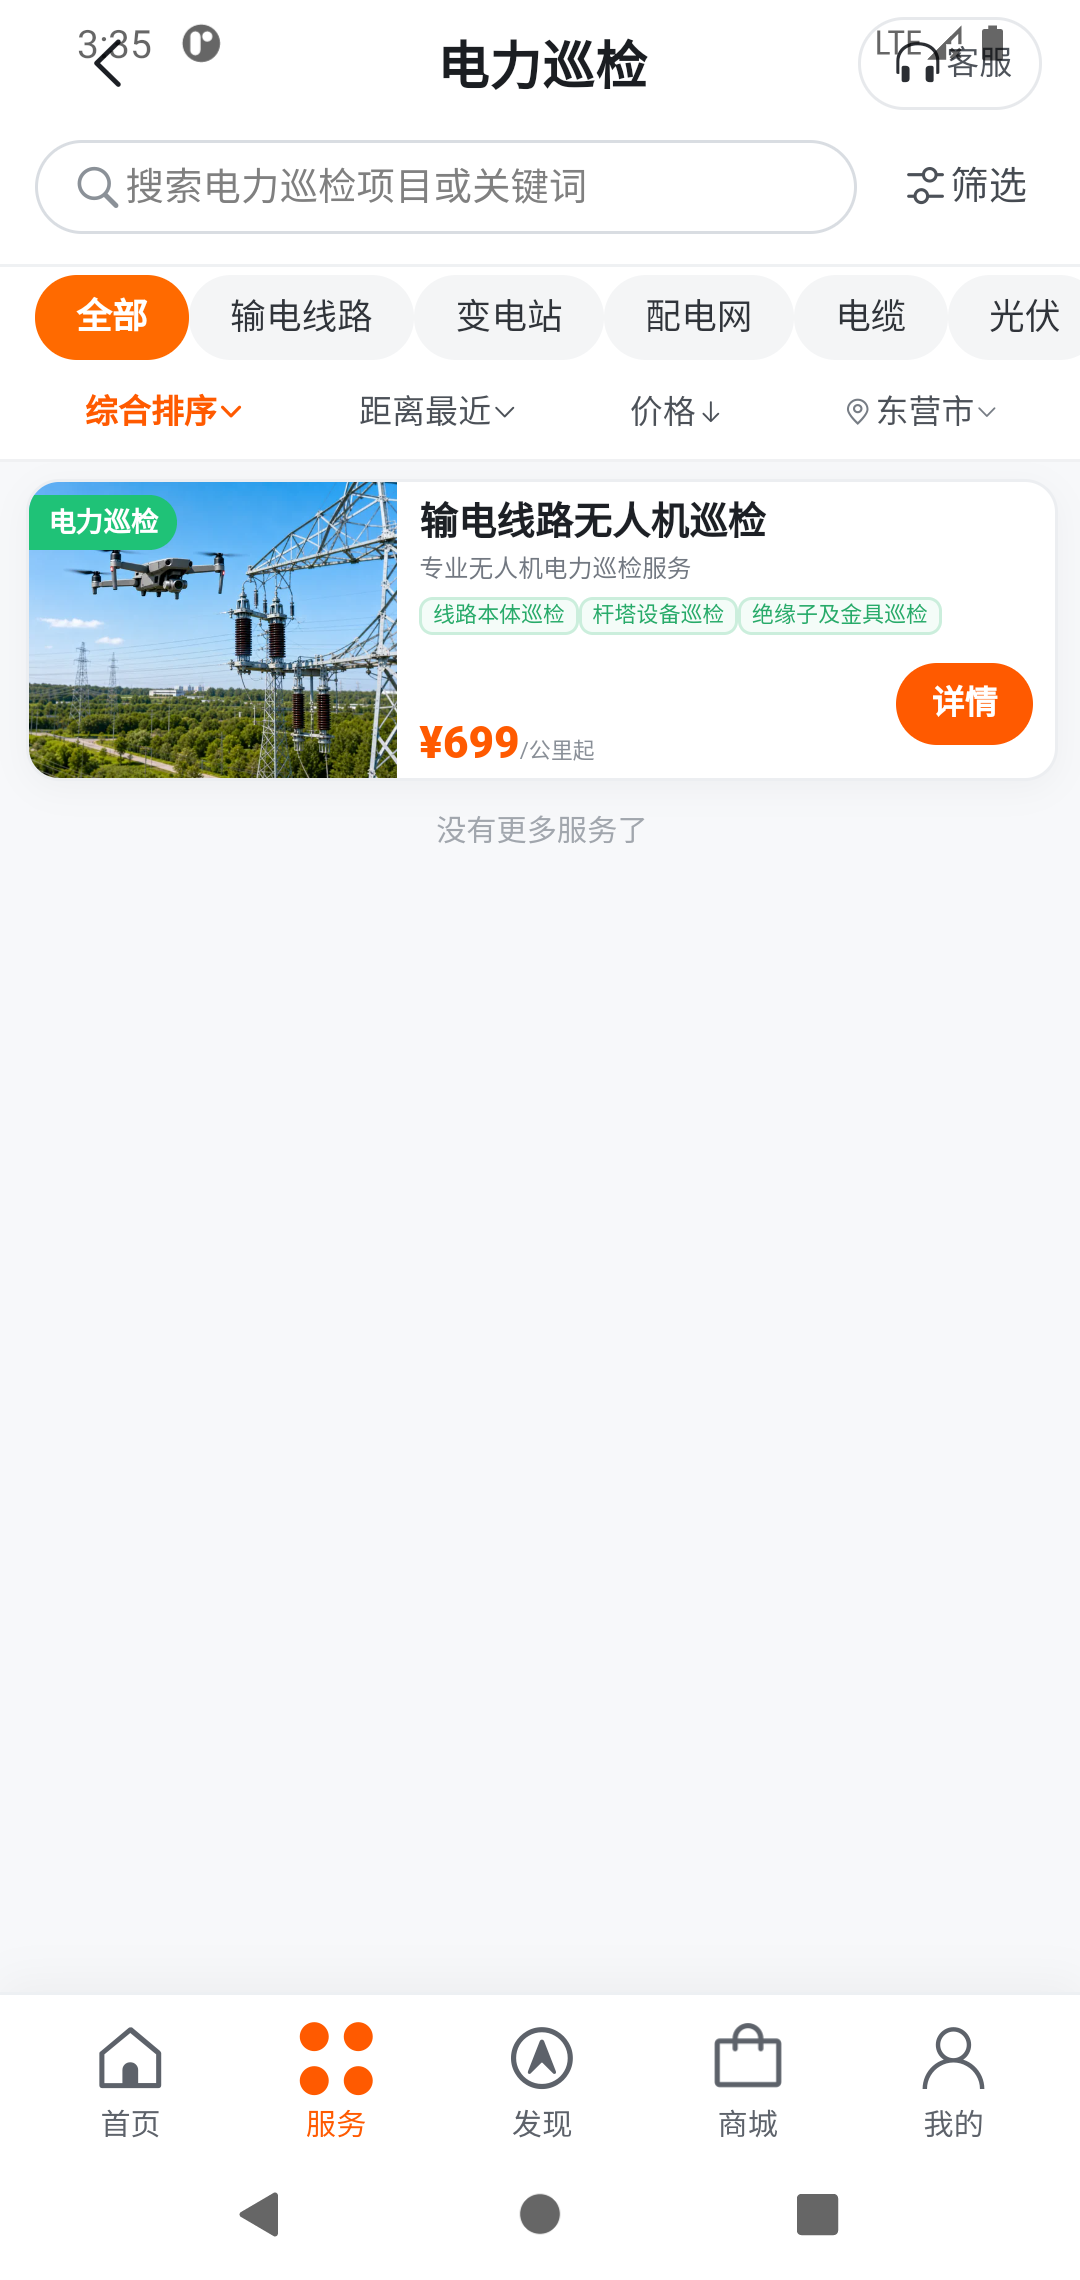 3:35
LTE
电力巡检
客服
搜索电力巡检项目或关键词
筛选
全部
输电线路
变电站
配电网
电缆
光伏
综合排序
距离最近
价格
东营市
电力巡检
输电线路无人机巡检
专业无人机电力巡检服务
线路本体巡检
杆塔设备巡检
绝缘子及金具巡检
¥699/公里起
详情
没有更多服务了
首页
服务
发现
商城
我的